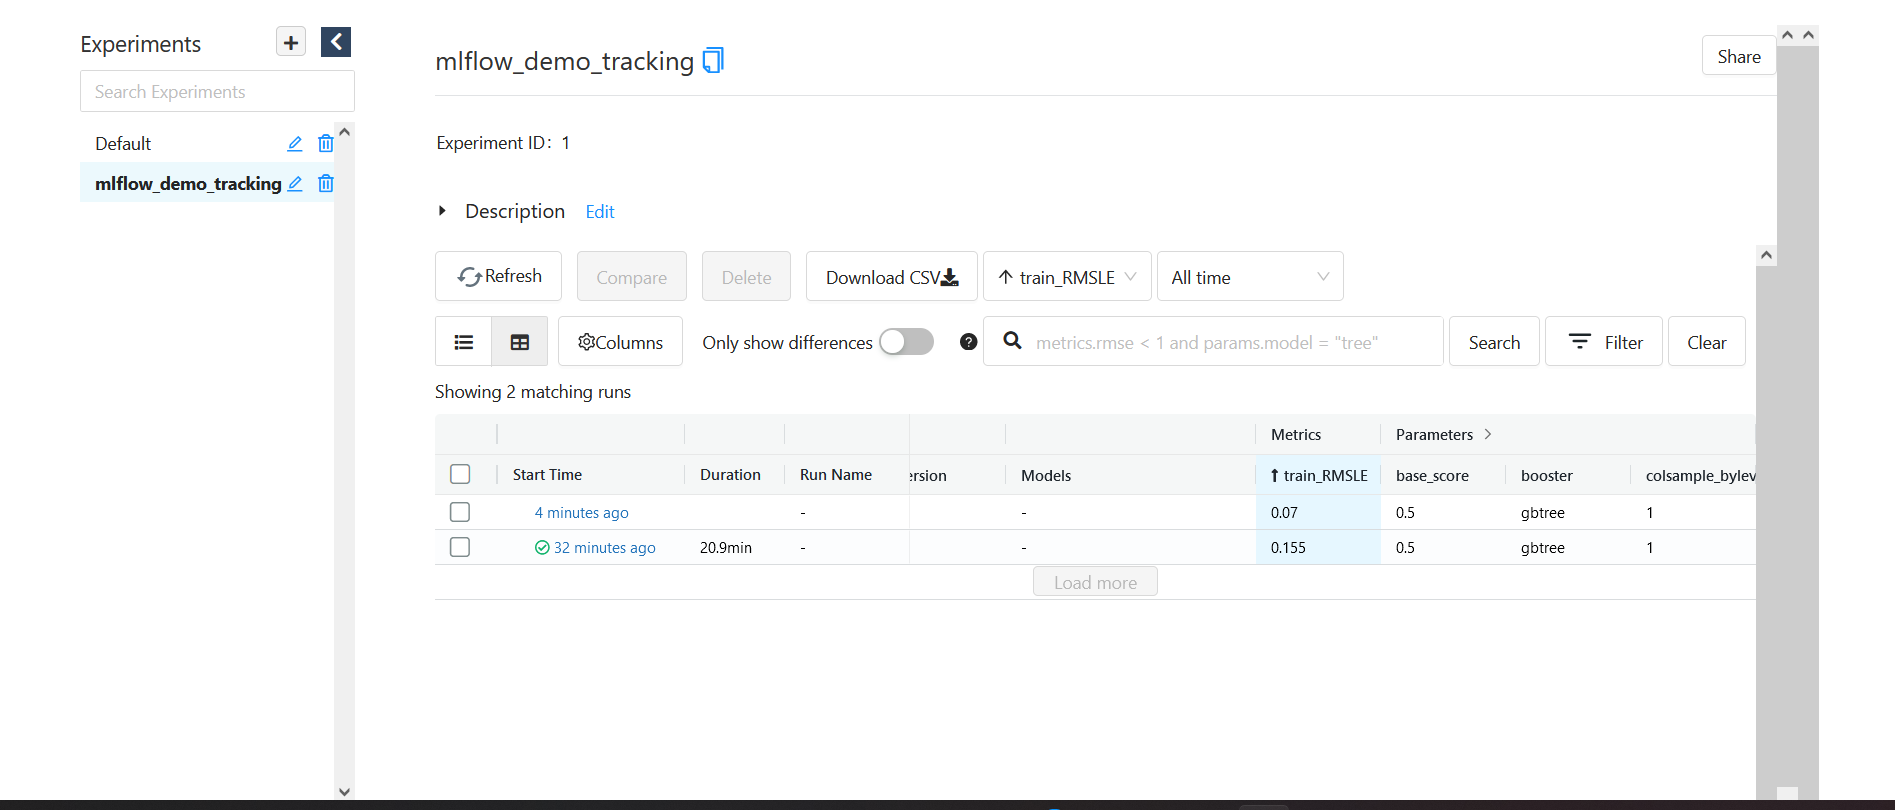 Experiments
Search Experiments
Default
mlflow_demo_tracking
mlflow_demo_tracking
Share
Experiment ID: 1
Description Edit
Refresh Compare Delete Download CSV train_RMSLE All time
Columns Only show differences metrics.rmse < 1 and params.model = "tree" Search Filter Clear
Showing 2 matching runs
Metrics Parameters
Start Time Duration Run Name ersion Models train_RMSLE base_score booster colsample_bylev
4 minutes ago - - 0.07 0.5 gbtree 1
32 minutes ago 20.9min - - 0.155 0.5 gbtree 1
Load more